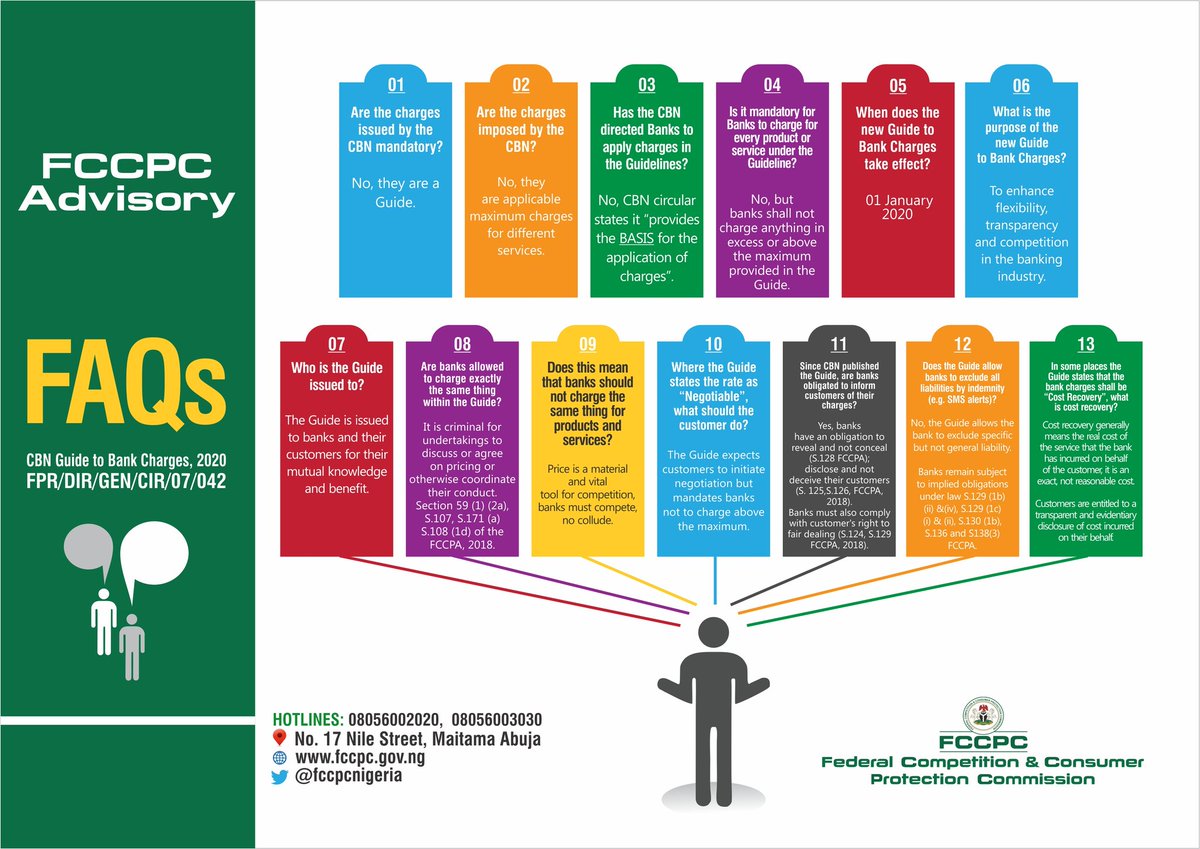 FCCPC
Advisory
FAQs
CBN Guide to Bank Charges, 2020
FPR/DIR/GEN/CIR/07/042
01
Are the charges
issued by the
CBN mandatory?
No, they are a
Guide.
02
Are the charges
imposed by the
CBN?
No, they
are applicable
maximum charges
for different
services.
03
Has the CBN
directed Banks to
apply charges in
the Guidelines?
No, CBN circular
states it “provides
the BASIS for the
application of
charges”.
04
Is it mandatory for
Banks to charge for
every product or
service under the
Guideline?
No, but
banks shall not
charge anything in
excess or above
the maximum
provided in the
Guide.
05
When does the
new Guide to
Bank Charges
take effect?
01 January
2020
06
What is the
purpose of the
new Guide
to Bank Charges?
To enhance
flexibility,
transparency
and competition
in the banking
industry.
07
Who is the Guide
issued to?
The Guide is issued
to banks and their
customers for their
mutual knowledge
and benefit.
08
Are banks allowed
to charge exactly
the same thing
within the Guide?
It is criminal for
undertakings to
discuss or agree
on pricing or
otherwise coordinate
their conduct.
Section 59 (1) (2a),
S.107, S.171 (a)
S.108 (1d) of the
FCCPA, 2018.
09
Does this mean
that banks should
not charge the
same thing for
products and
services?
Price is a material
and vital
tool for competition,
banks must compete,
no collude.
10
Where the Guide
states the rate as
“Negotiable”,
what should the
customer do?
The Guide expects
customers to initiate
negotiation but
mandates banks
not to charge above
the maximum.
11
Since CBN published
the Guide, are banks
obligated to inform
customers of their
charges?
Yes, banks
have an obligation to
reveal and not conceal
(S.128 FCCPA);
disclose and not
deceive their customers
(S. 125,S.126, FCCPA,
2018).
Banks must also comply
with customer’s right to
fair dealing (S.124, S.129
FCCPA, 2018).
12
Does the Guide allow
banks to exclude all
liabilities by indemnity
(e.g. SMS alerts)?
No, the Guide allows the
bank to exclude specific
but not general liability.
Banks remain subject
to implied obligations
under law S.129 (1b)
(ii) &(iv), S.129 (1c)
(i) & (ii), S.130 (1b),
S.136 and S138(3)
FCCPA.
13
In some places the
Guide states that the
bank charges shall be
“Cost Recovery”, what
is cost recovery?
Cost recovery generally
means the real cost of
the service that the bank
has incurred on behalf
of the customer, it is an
exact, not reasonable cost.
Customers are entitled to a
transparent and evidentiary
disclosure of cost incurred
on their behalf.
HOTLINES: 08056002020, 08056003030
No. 17 Nile Street, Maitama Abuja
www.fccpc.gov.ng
@fccpcnigeria
FCCPC
Federal Competition & Consumer
Protection Commission